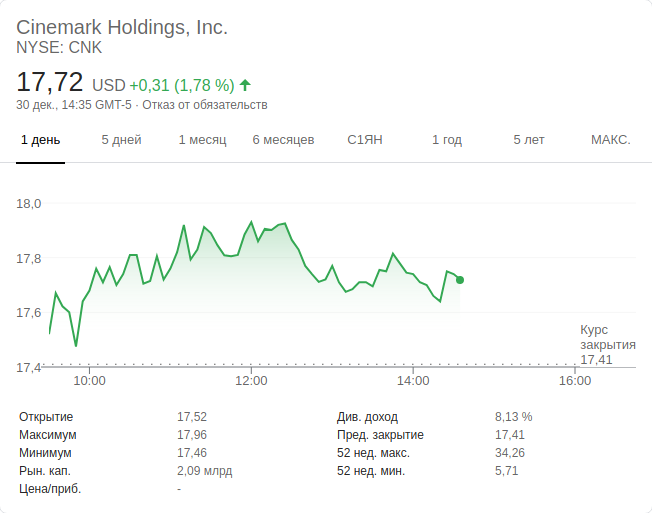 Cinemark Holdings, Inc.
NYSE: CNK
17,72 USD +0,31 (1,78 %)
30 дек., 14:35 GMT-5 · Отказ от обязательств
1 день 5 дней 1 месяц 6 месяцев С1ЯН 1 год 5 лет МАКС.
18,0
17,8
17,6
Курс
закрытия
17,41
17,4
10:00 12:00 14:00 16:00
Открытие 17,52 Див. доход 8,13 %
Максимум 17,96 Пред. закрытие 17,41
Минимум 17,46 52 нед. макс. 34,26
Рын. кап. 2,09 млрд 52 нед. мин. 5,71
Цена/приб. -